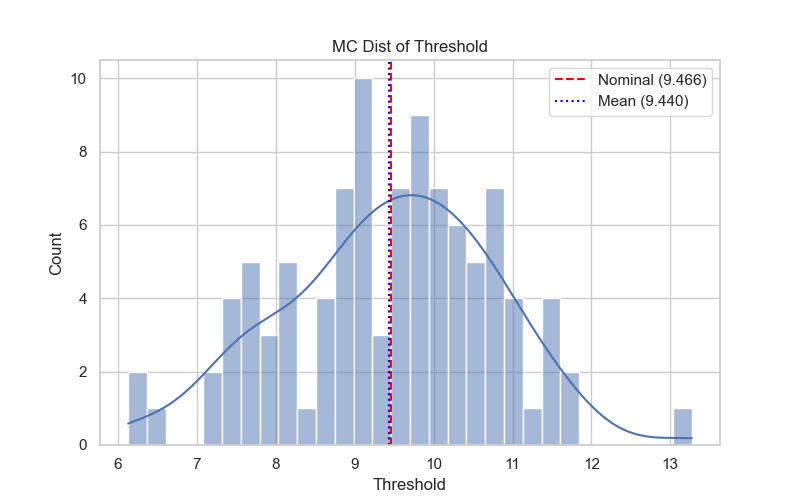 MC Dist of Threshold
Nominal (9.466)
Mean (9.440)
10
8
6
4
2
0
Count
6 7 8 9 10 11 12 13
Threshold